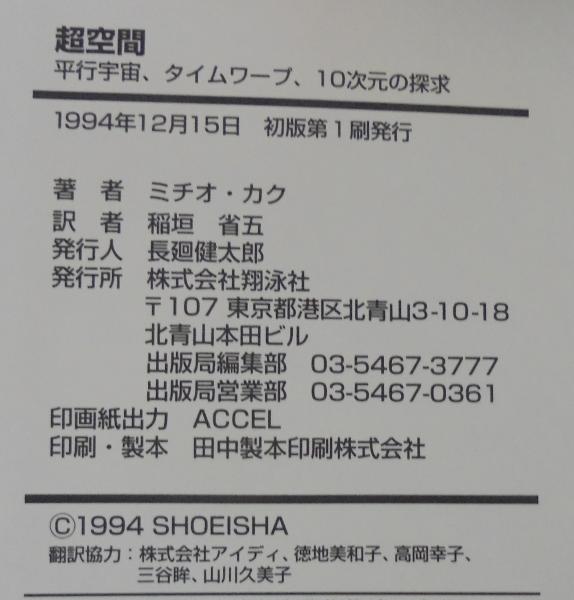 超空間
平行宇宙、タイムワープ、10次元の探求
1994年12月15日　初版第1刷発行
著　者　ミチオ・カク
訳　者　稲垣　省五
発行人　長廻健太郎
発行所　株式会社翔泳社
〒107 東京都港区北青山3-10-18
北青山本田ビル
出版局編集部　03-5467-3777
出版局営業部　03-5467-0361
印画紙出力　ACCEL
印刷・製本　田中製本印刷株式会社
©1994 SHOEISHA
翻訳協力：株式会社アイディ、徳地美和子、高岡幸子、
三谷眸、山川久美子